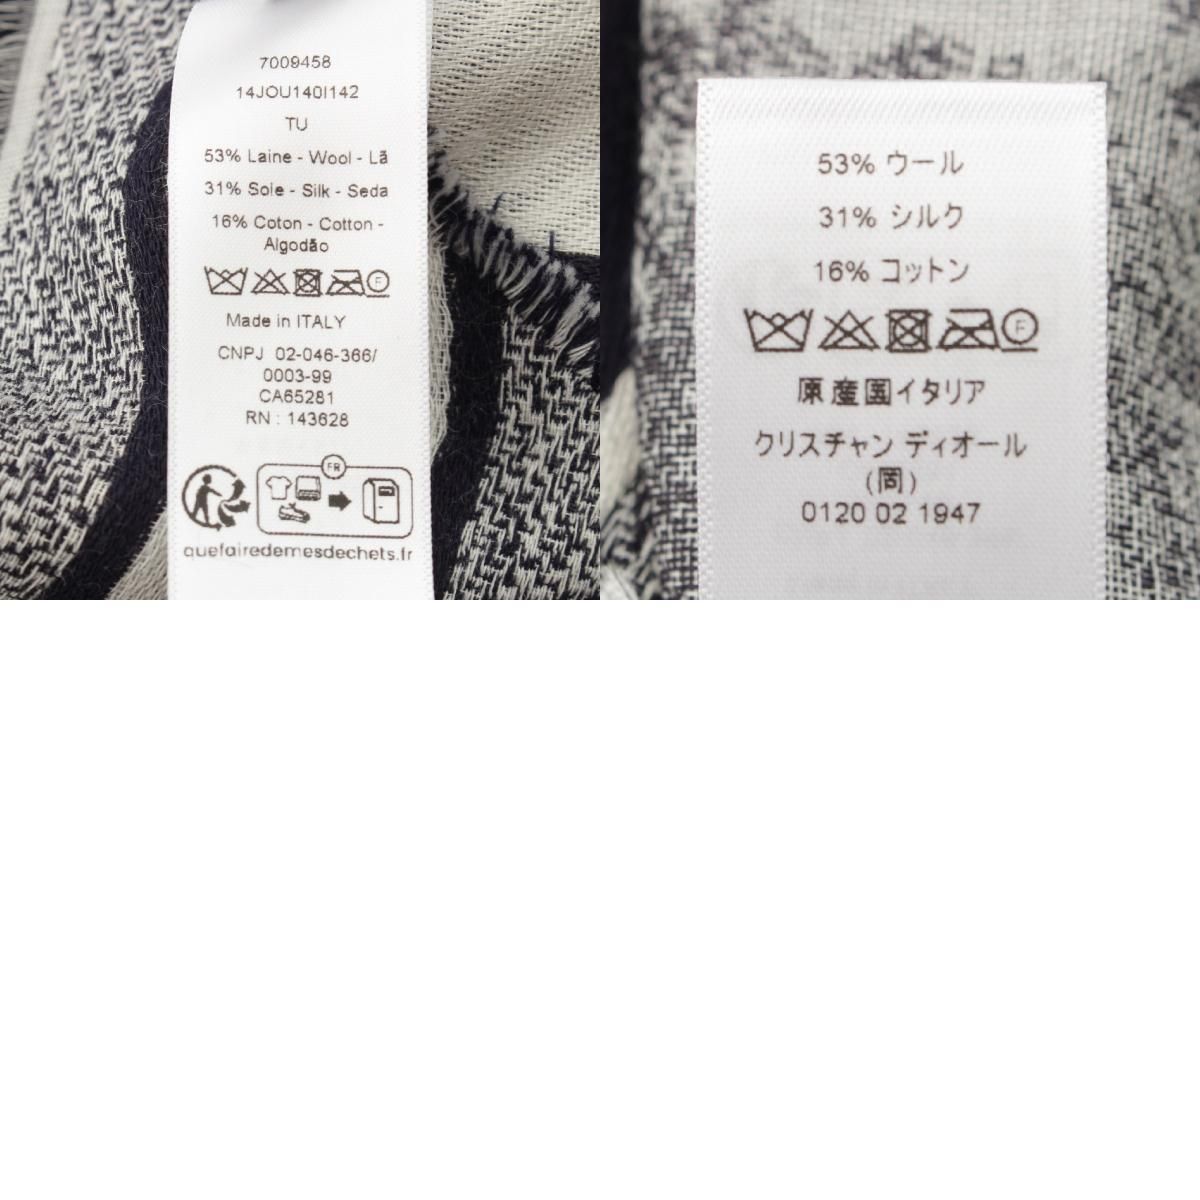 7009458
14JOU140I142
TU
53% Laine - Wool - Lã
31% Soie - Silk - Seda
16% Coton - Cotton -
Algodão
F
Made in ITALY
CNPJ 02-046-366/
0003-99
CA65281
RN : 143628
FR
quefairedemesdechets.fr
53% ウール
31% シルク
16% コットン
F
原産国イタリア
クリスチャン ディオール
(同)
0120 02 1947